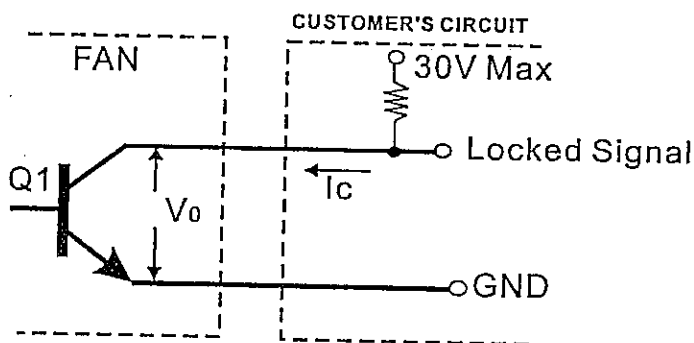 CUSTOMER'S CIRCUIT
FAN
30V Max
Locked Signal
Q1
Ic
V0
GND